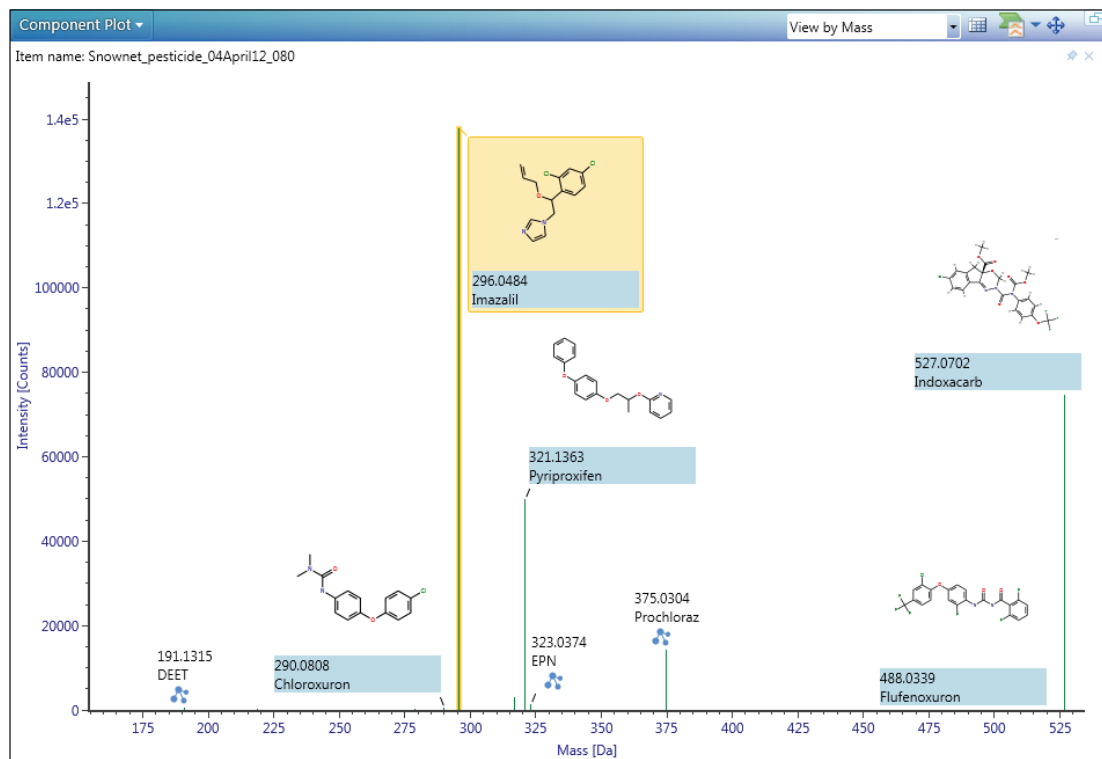 Component Plot
View by Mass
Item name: Snownet_pesticide_04April12_080
Intensity [Counts]
1.4e5
1.2e5
100000
80000
60000
40000
20000
0
296.0484
Imazalil
527.0702
Indoxacarb
321.1363
Pyriproxifen
375.0304
Prochloraz
323.0374
EPN
191.1315
DEET
290.0808
Chloroxuron
488.0339
Flufenoxuron
175 200 225 250 275 300 325 350 375 400 425 450 475 500 525
Mass [Da]